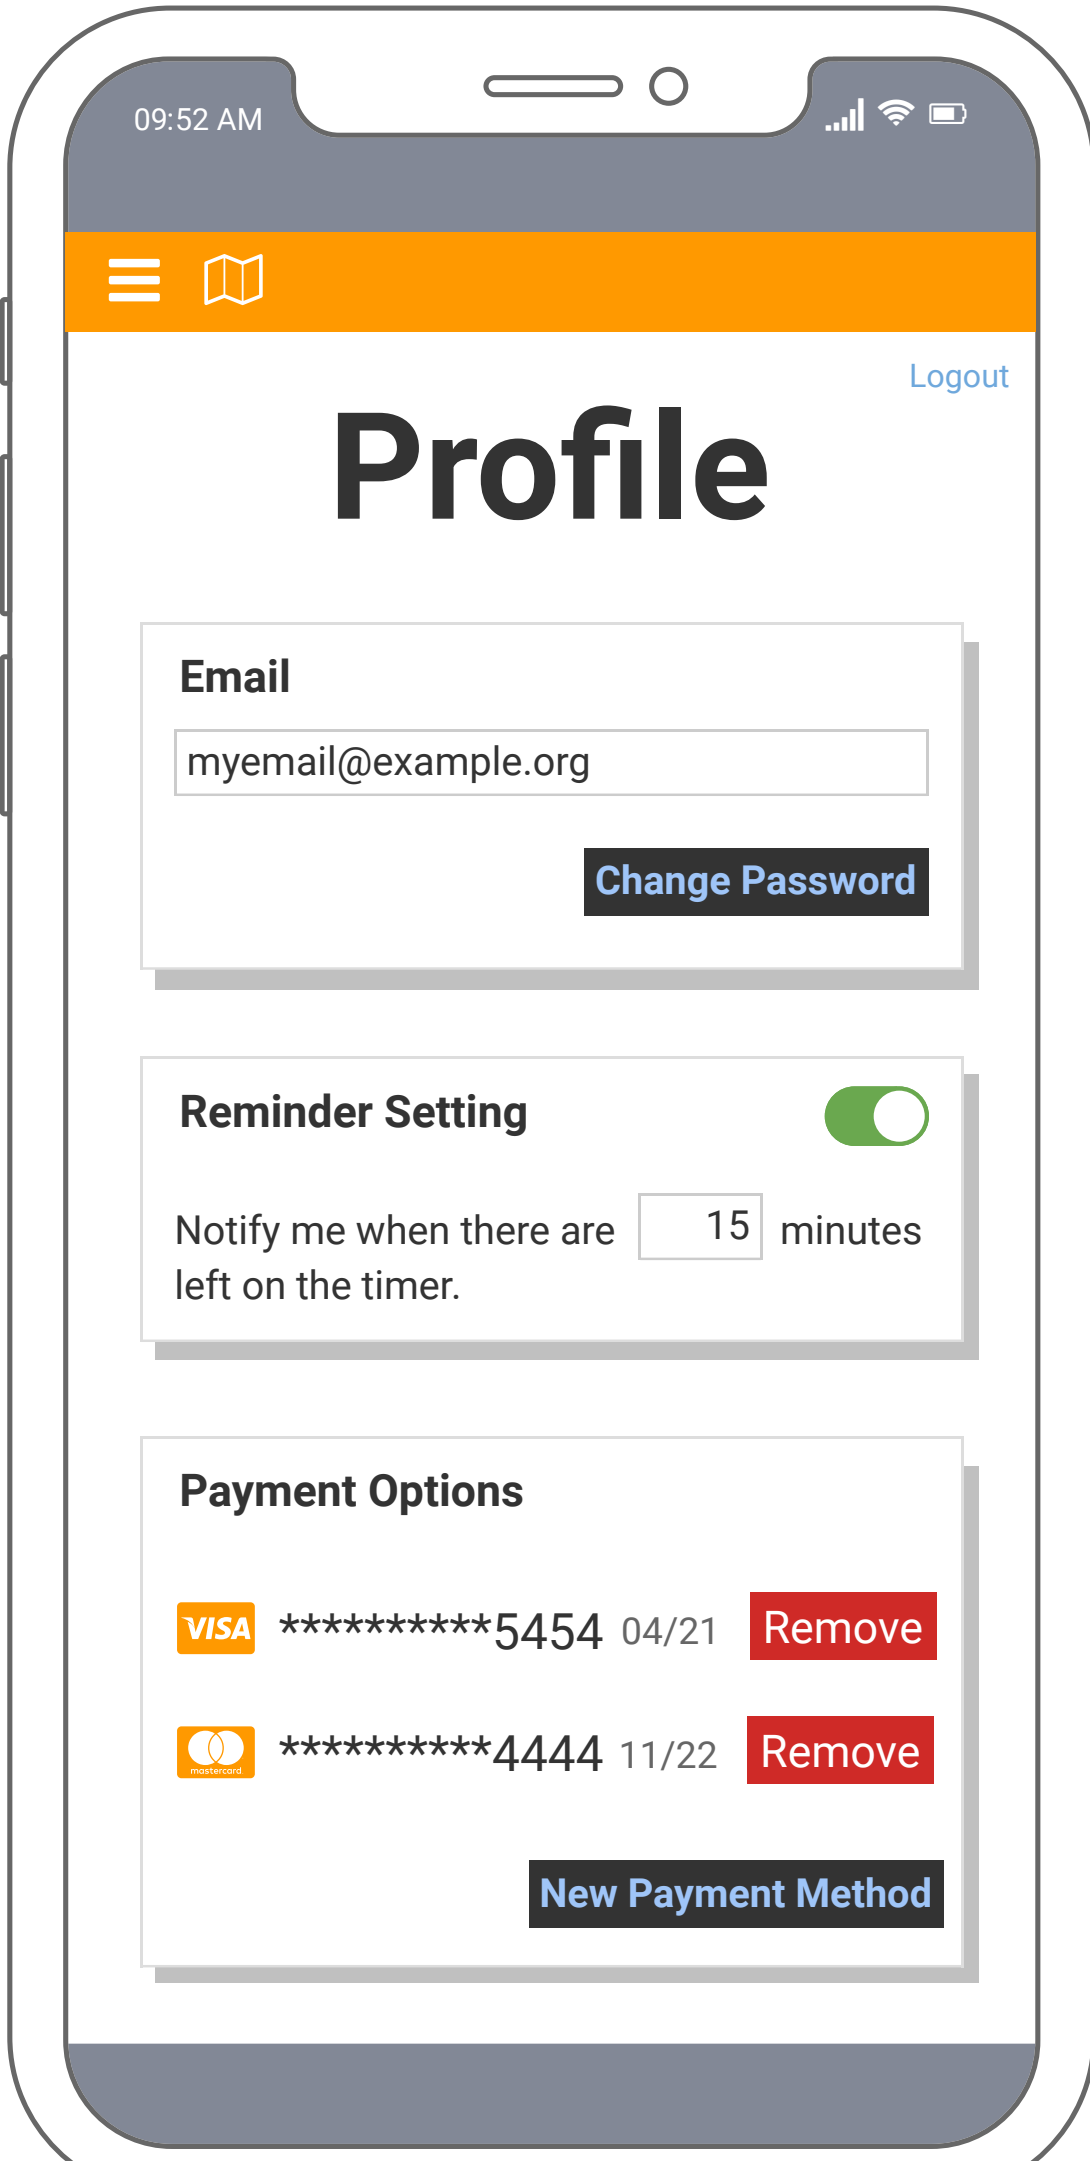 09:52 AM
Logout
Profile
Email
myemail@example.org
Change Password
Reminder Setting
Notify me when there are 15 minutes
left on the timer.
Payment Options
VISA **********5454 04/21 Remove
mastercard **********4444 11/22 Remove
New Payment Method